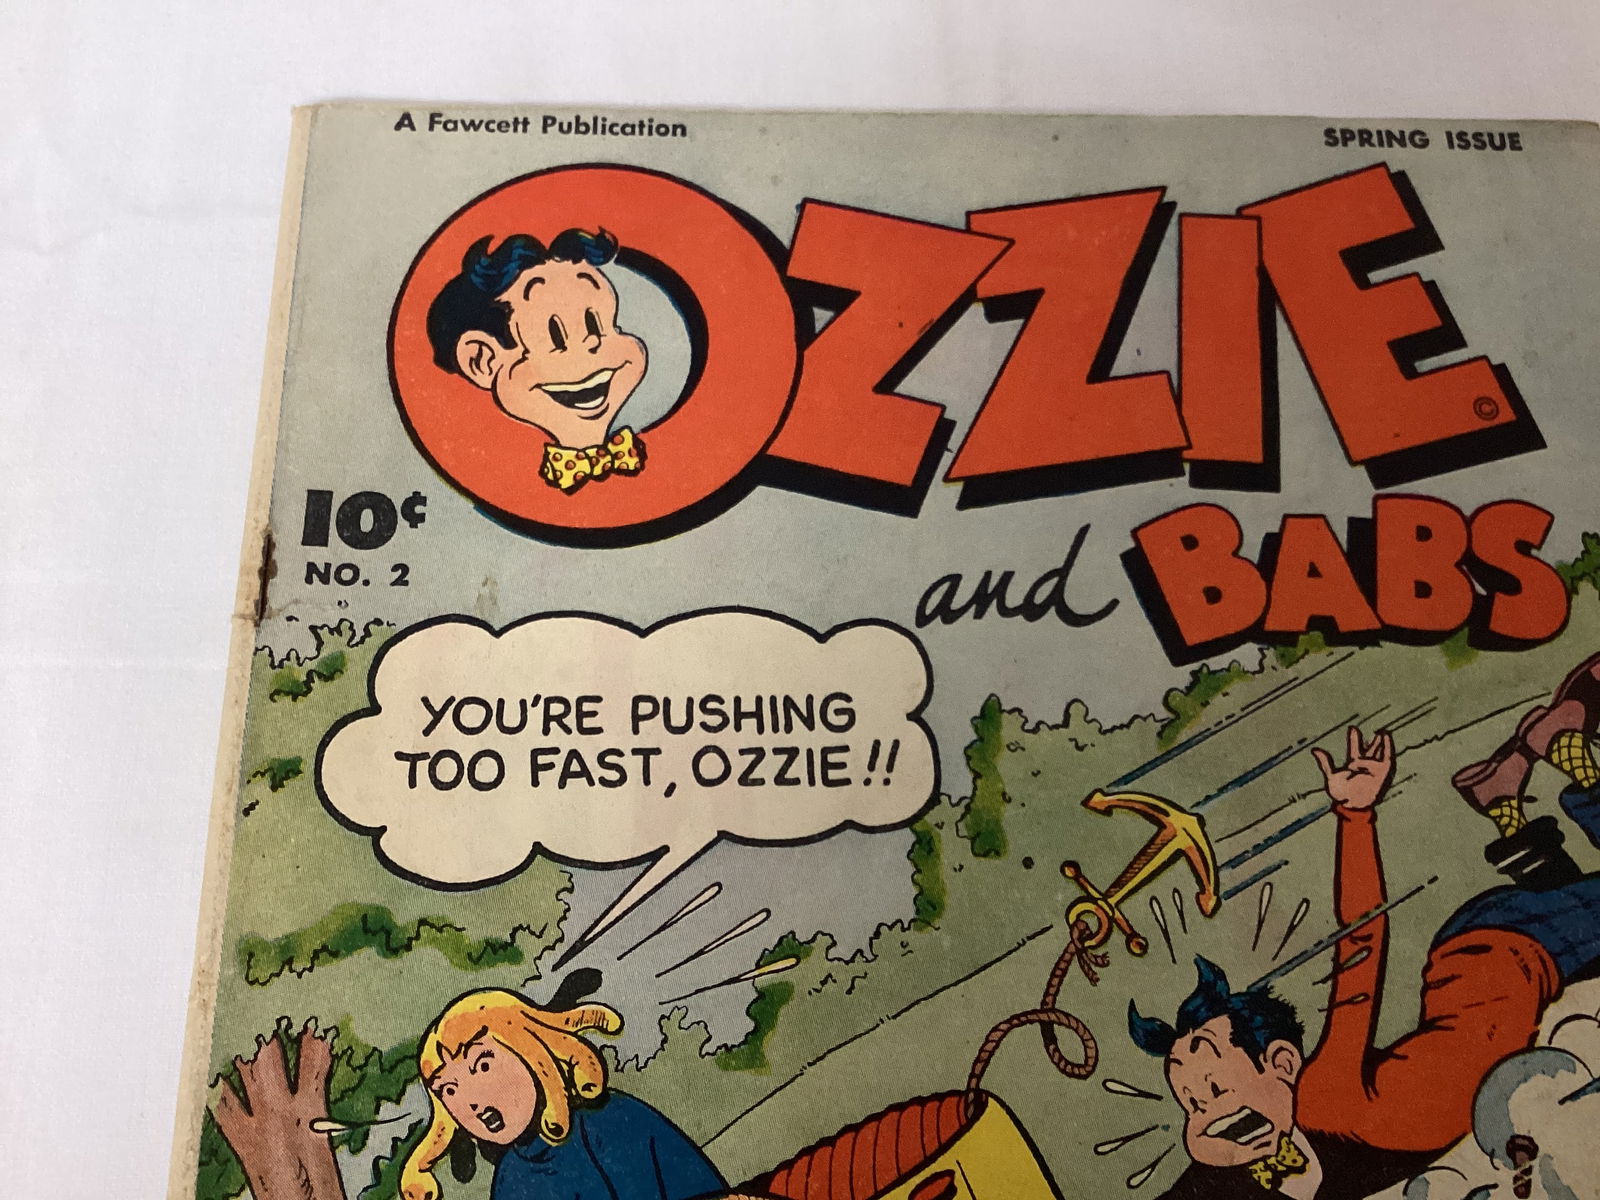 A Fawcett Publication
SPRING ISSUE
OZZIE
©
and BABS
10¢
NO. 2
YOU'RE PUSHING
TOO FAST, OZZIE!!